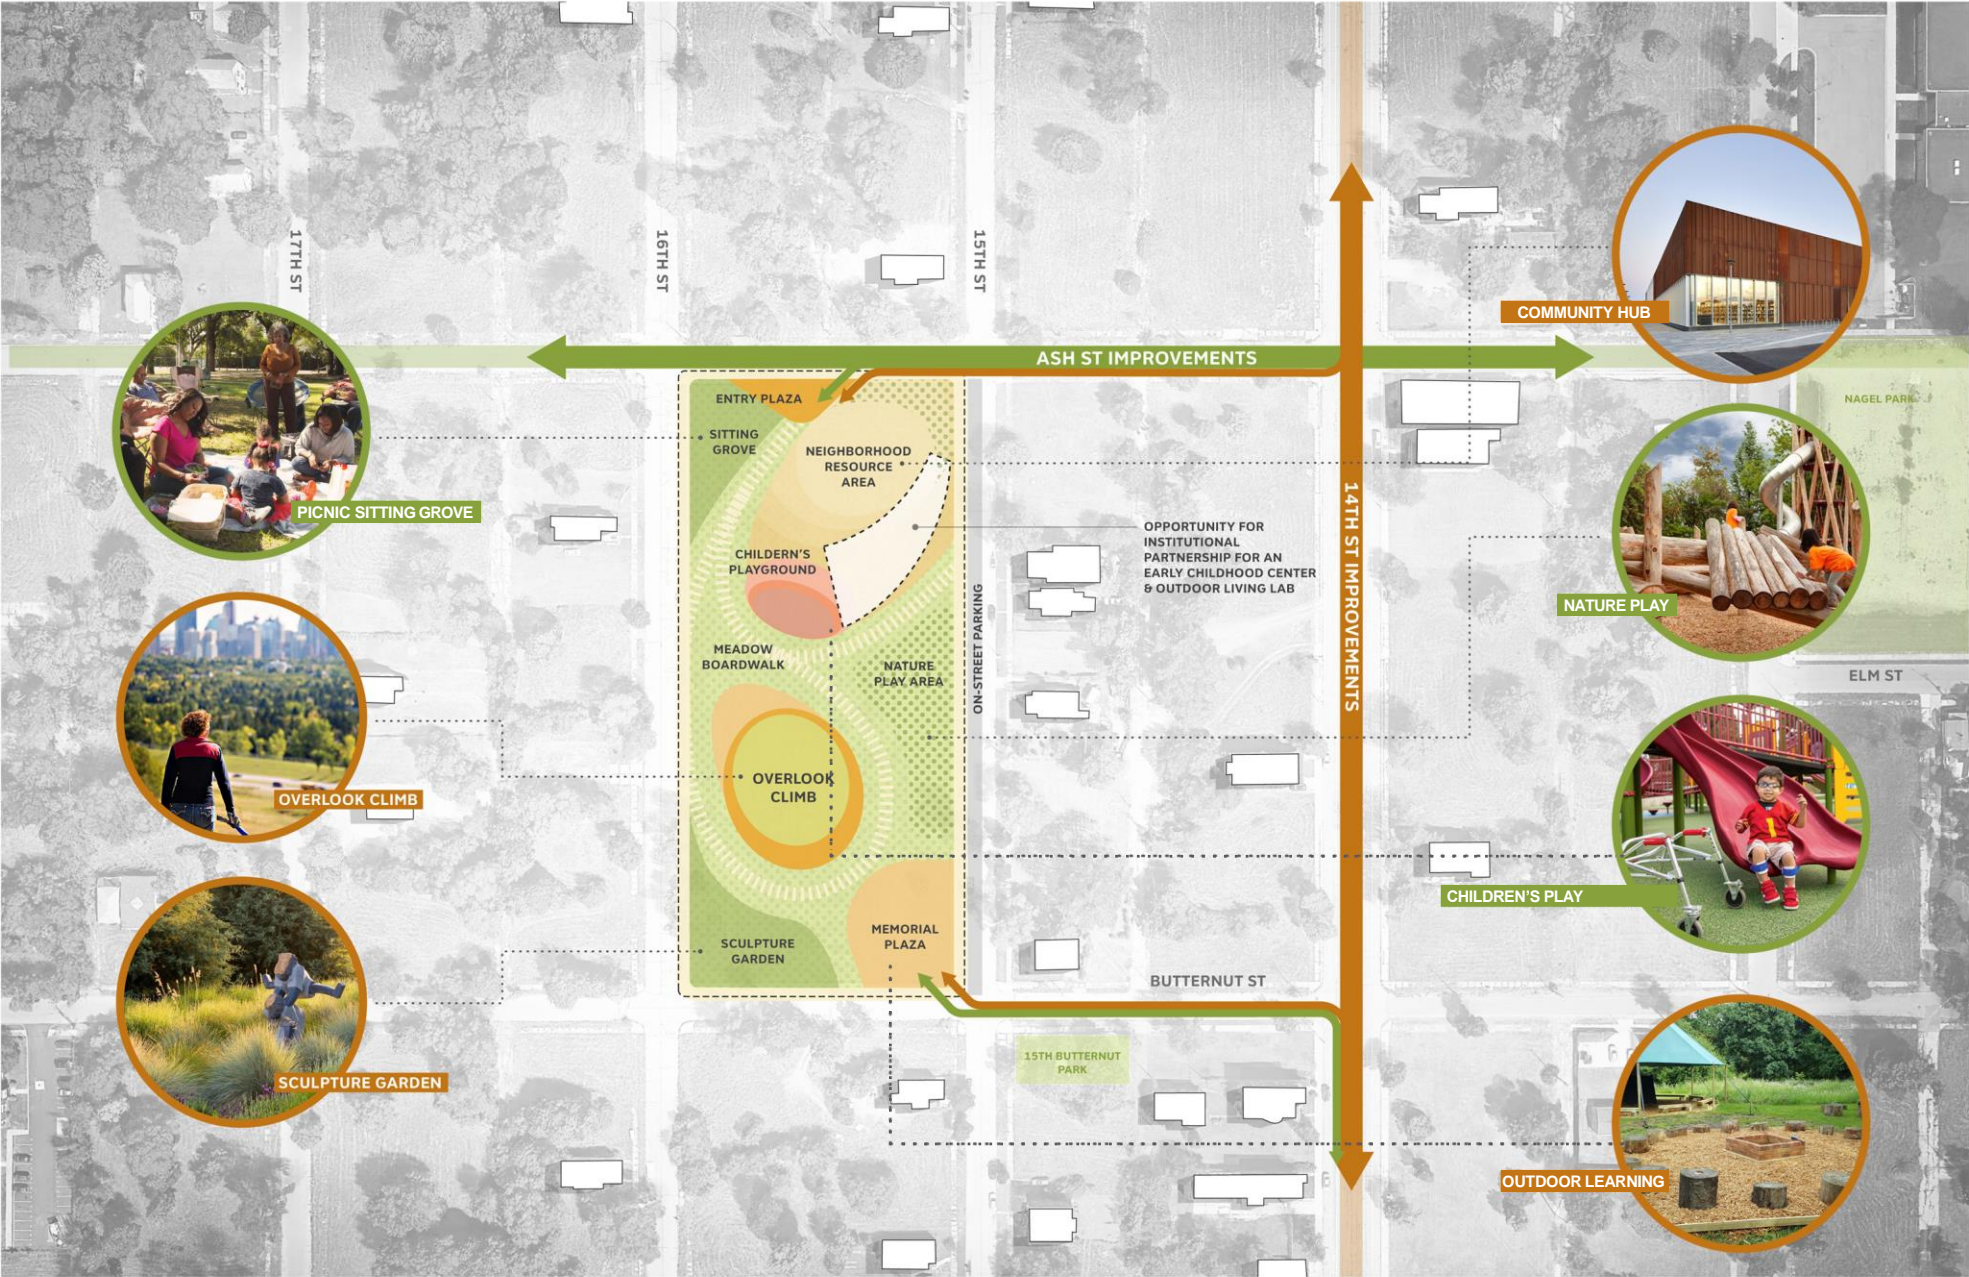 17TH ST
16TH ST
15TH ST
COMMUNITY HUB
ASH ST IMPROVEMENTS
ENTRY PLAZA
NAGEL PARK
SITTING
GROVE
NEIGHBORHOOD
RESOURCE
AREA
PICNIC SITTING GROVE
14TH ST IMPROVEMENTS
OPPORTUNITY FOR
INSTITUTIONAL
PARTNERSHIP FOR AN
EARLY CHILDHOOD CENTER
& OUTDOOR LIVING LAB
CHILDERN'S
PLAYGROUND
ON-STREET PARKING
NATURE PLAY
MEADOW
BOARDWALK
NATURE
PLAY AREA
ELM ST
OVERLOOK
CLIMB
OVERLOOK CLIMB
CHILDREN'S PLAY
SCULPTURE
GARDEN
MEMORIAL
PLAZA
BUTTERNUT ST
15TH BUTTERNUT
PARK
SCULPTURE GARDEN
OUTDOOR LEARNING